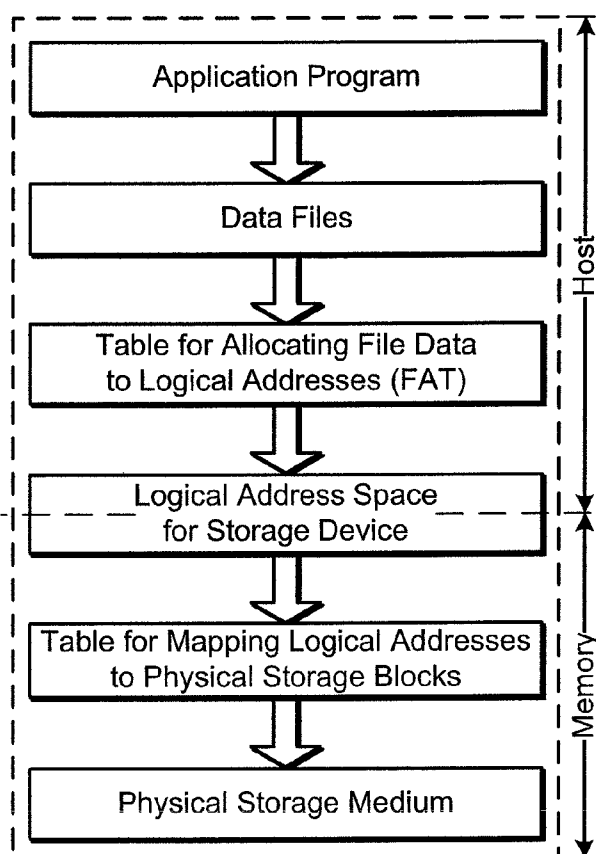 Application Program
Data Files
Table for Allocating File Data
to Logical Addresses (FAT)
Logical Address Space
for Storage Device
Table for Mapping Logical Addresses
to Physical Storage Blocks
Physical Storage Medium
Host
Memory